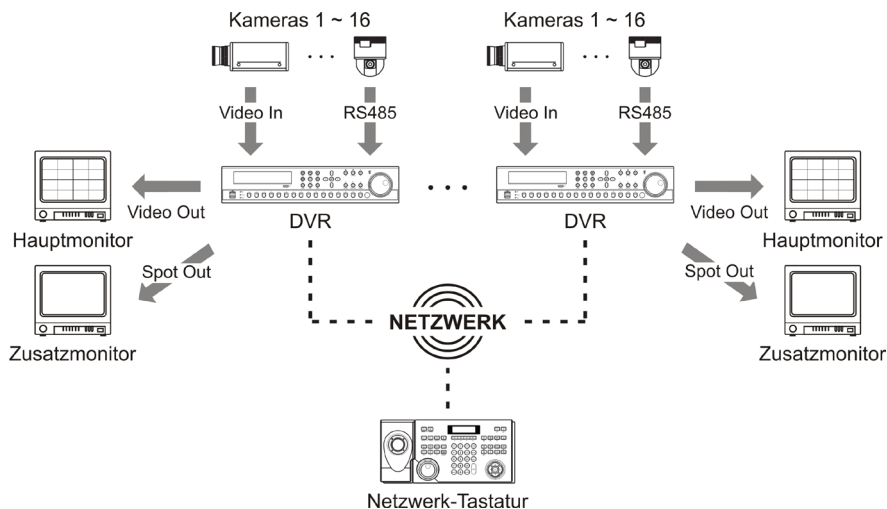 Kameras 1 ~ 16
Kameras 1 ~ 16
Video In
RS485
Video In
RS485
Video Out
Video Out
Hauptmonitor
DVR
DVR
Hauptmonitor
Spot Out
Spot Out
NETZWERK
Zusatzmonitor
Zusatzmonitor
Netzwerk-Tastatur